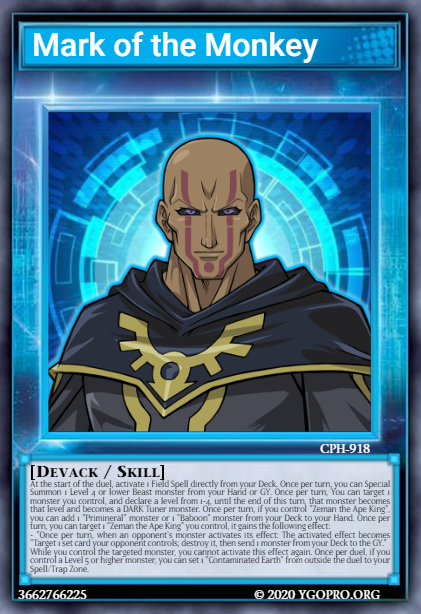 Mark of the Monkey
CPH-918
[Devack / Skill]
At the start of the duel, activate 1 Field Spell directly from your Deck. Once per turn, you can Special
Summon 1 Level 4 or lower Beast monster from your Hand or GY. Once per turn, You can target 1
monster you control, and declare a level from 1-4, until the end of this turn, that monster becomes
that level and becomes a DARK Tuner monster. Once per turn, if you control "Zeman the Ape King",
you can add 1 "Primineral" monster or 1 "Baboon" monster from your Deck to your Hand. Once per
turn, you can target 1 "Zeman the Ape King" you control, it gains the following effect:
- "Once per turn, when an opponent's monster activates its effect: The activated effect becomes
"Target 1 set card your opponent controls; destroy it, then send 1 monster from your Deck to the GY."
While you control the targeted monster, you cannot activate this effect again. Once per duel, if you
control a Level 5 or higher monster, you can set 1 "Contaminated Earth" from outside the duel to your
Spell/Trap Zone.
3662766225
© 2020 YGOPRO.ORG